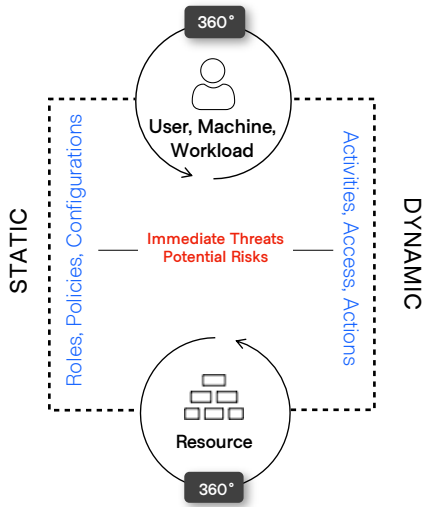 360°
User, Machine,
Workload
STATIC
Roles, Policies, Configurations
Immediate Threats
Potential Risks
Activities, Access, Actions
DYNAMIC
Resource
360°